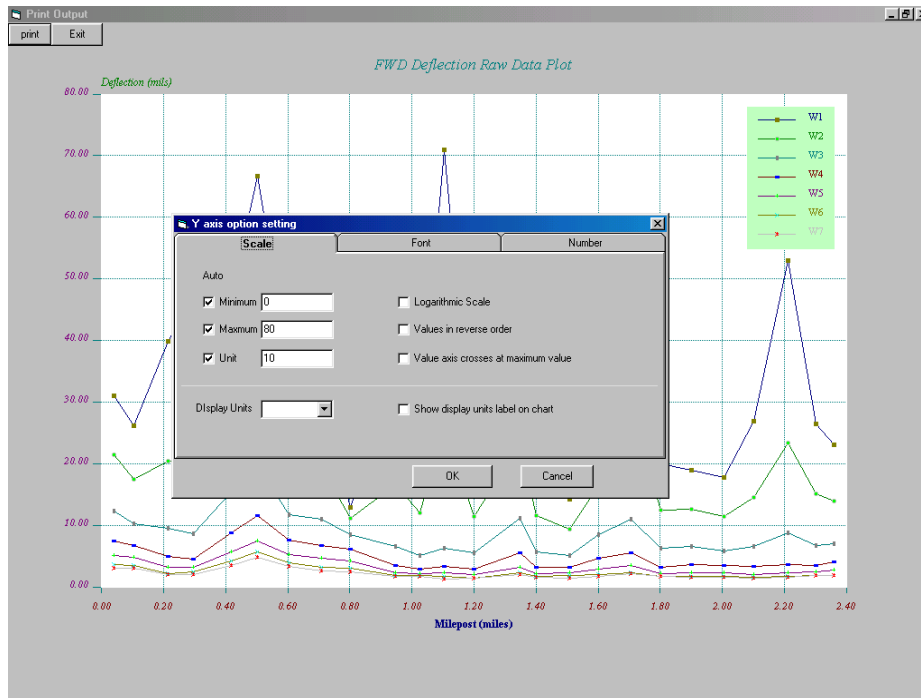 Print Output
print Exit
FWD Deflection Raw Data Plot
Deflection (mils)
80.00
70.00
60.00
50.00
40.00
30.00
20.00
10.00
0.00
W1
W2
W3
W4
W5
W6
W7
Y axis option setting
Scale Font Number
Auto
Minimum 0 Logarithmic Scale
Maxmum 80 Values in reverse order
Unit 10 Value axis crosses at maximum value
DIsplay Units Show display units label on chart
OK Cancel
0.00 0.20 0.40 0.60 0.80 1.00 1.20 1.40 1.60 1.80 2.00 2.20 2.40
Milepost (miles)